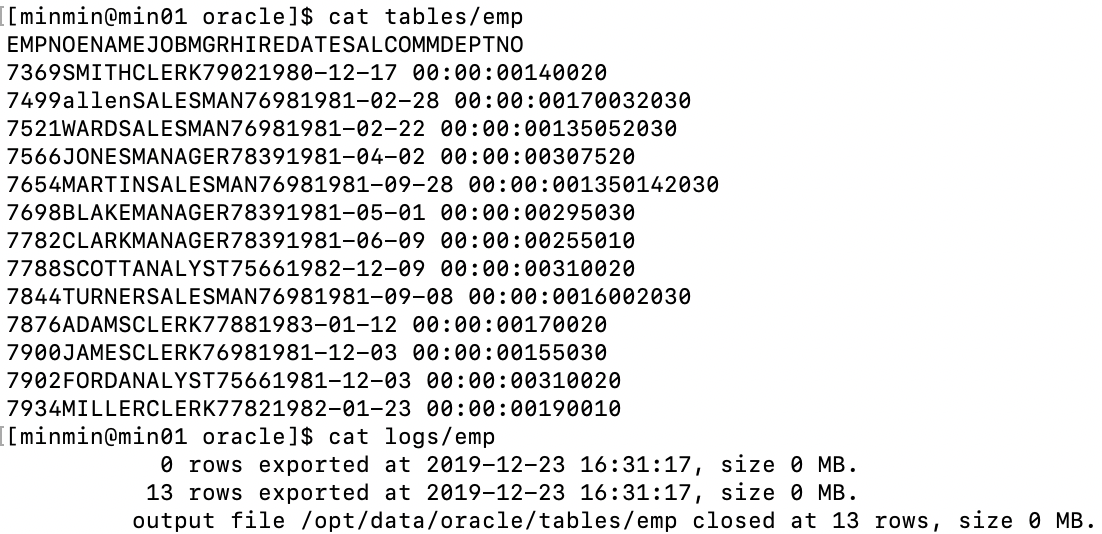 [[minmin@min01 oracle]$ cat tables/emp
EMPNOENAMEJOBMGRHIREDATESALCOMMDEPTNO
7369SMITHCLERK79021980-12-17 00:00:00140020
7499allenSALESMAN76981981-02-28 00:00:00170032030
7521WARDSALESMAN76981981-02-22 00:00:00135052030
7566JONESMANAGER78391981-04-02 00:00:00307520
7654MARTINSALESMAN76981981-09-28 00:00:001350142030
7698BLAKEMANAGER78391981-05-01 00:00:00295030
7782CLARKMANAGER78391981-06-09 00:00:00255010
7788SCOTTANALYST75661982-12-09 00:00:00310020
7844TURNERSALESMAN76981981-09-08 00:00:0016002030
7876ADAMSCLERK77881983-01-12 00:00:00170020
7900JAMESCLERK76981981-12-03 00:00:00155030
7902FORDANALYST75661981-12-03 00:00:00310020
7934MILLERCLERK77821982-01-23 00:00:00190010
[[minmin@min01 oracle]$ cat logs/emp
0 rows exported at 2019-12-23 16:31:17, size 0 MB.
13 rows exported at 2019-12-23 16:31:17, size 0 MB.
output file /opt/data/oracle/tables/emp closed at 13 rows, size 0 MB.